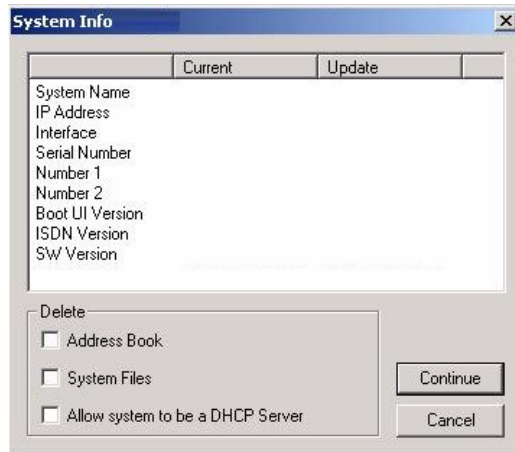 System Info
Current Update
System Name
IP Address
Interface
Serial Number
Number 1
Number 2
Boot UI Version
ISDN Version
SW Version
Delete
Address Book
System Files
Allow system to be a DHCP Server
Continue
Cancel